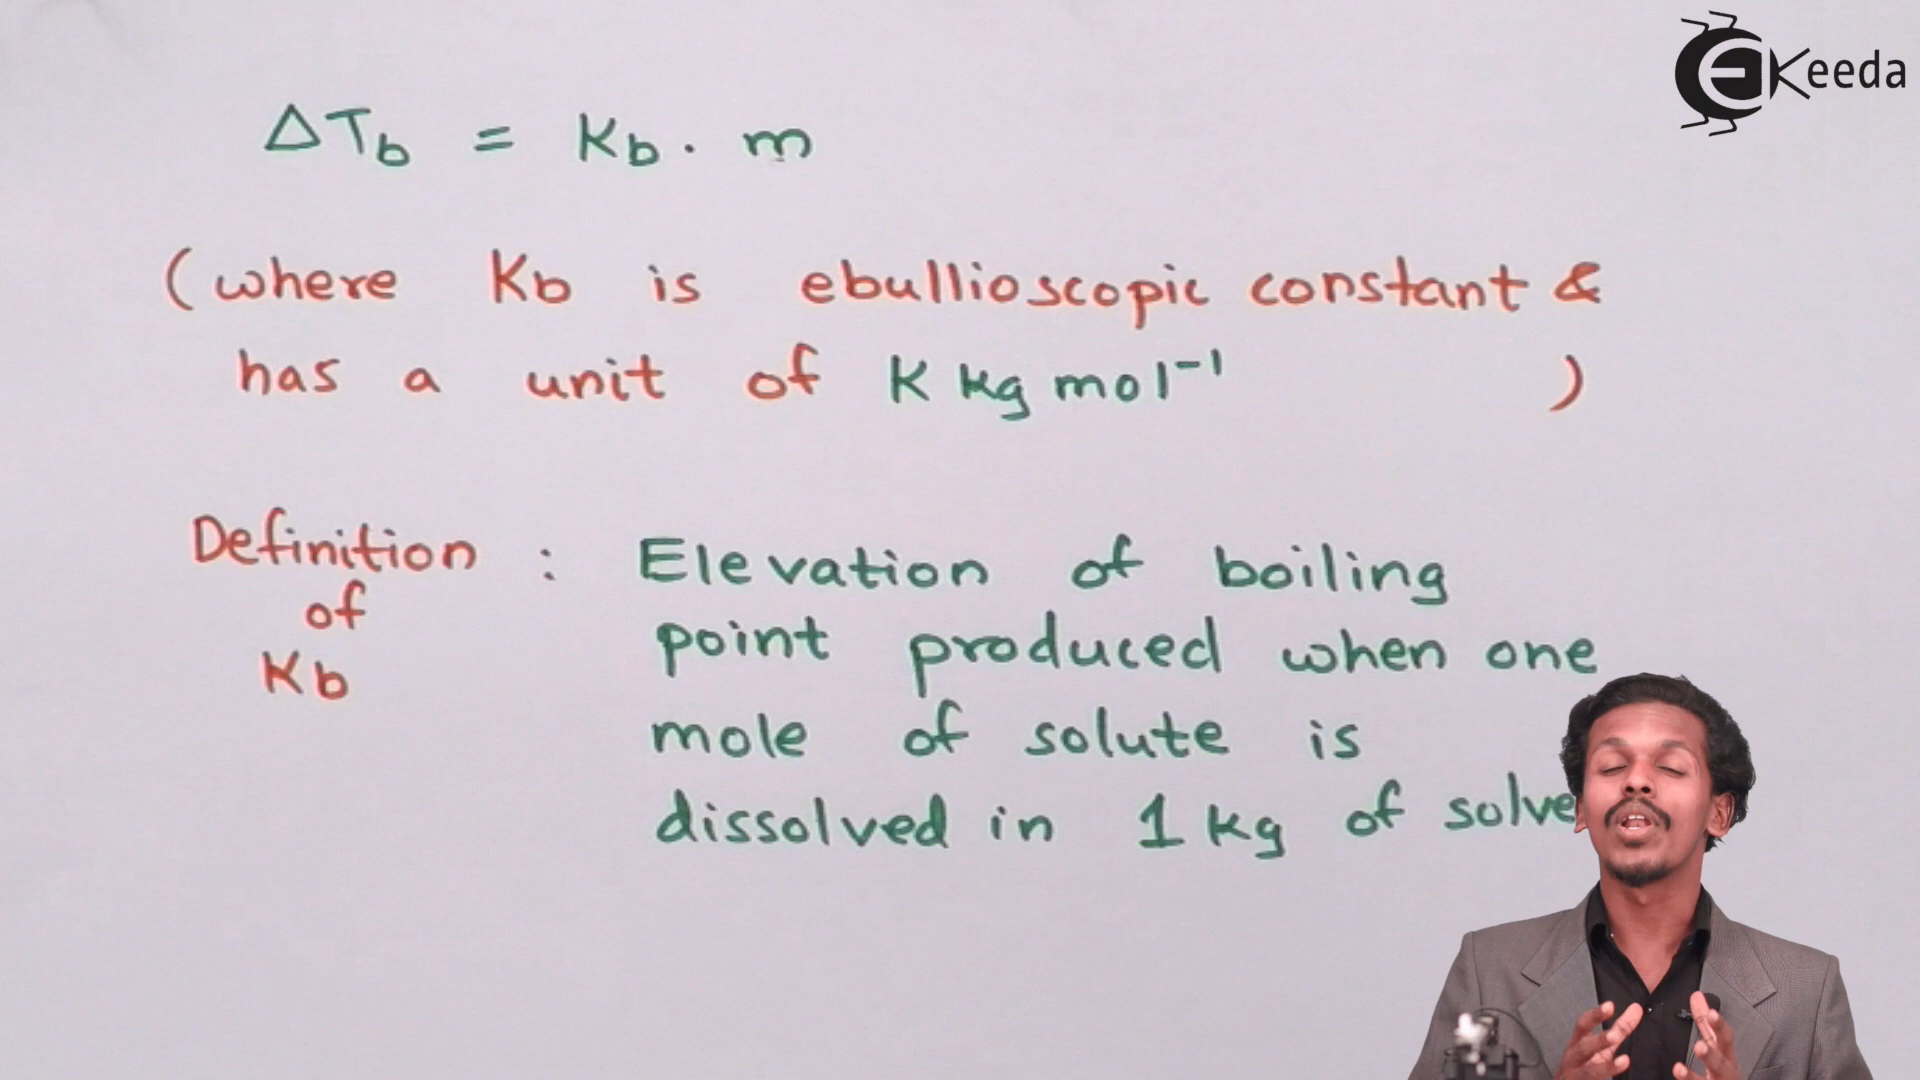 EKeeda
ΔTb = Kb . m
(where Kb is ebullioscopic constant &
has a unit of K kg mol⁻¹ )
Definition of Kb : Elevation of boiling
point produced when one
mole of solute is
dissolved in 1 kg of solve